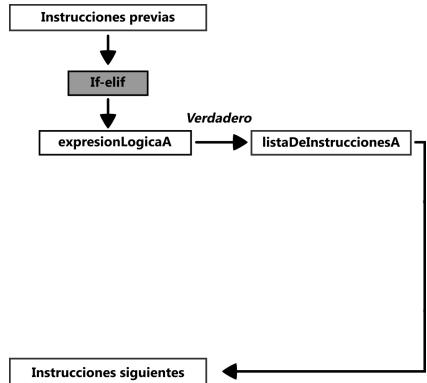 Instrucciones previas
If-elif
Verdadero
expresionLogicaA
listaDeInstruccionesA
Instrucciones siguientes